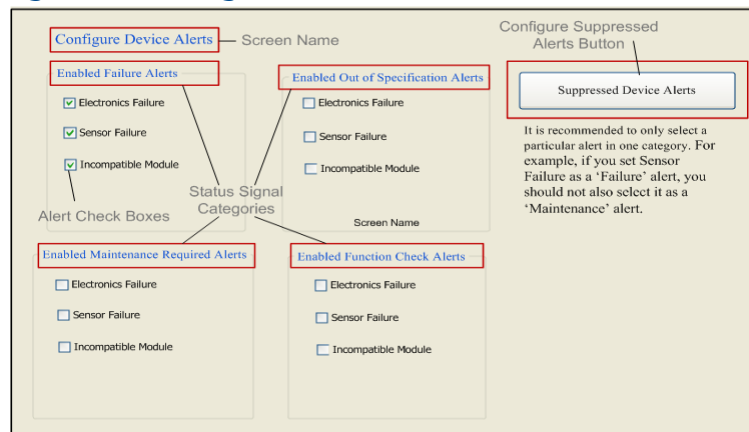 Configure Device Alerts
Screen Name
Configure Suppressed
Alerts Button
Enabled Failure Alerts
Electronics Failure
Sensor Failure
Incompatible Module
Alert Check Boxes
Status Signal
Categories
Enabled Out of Specification Alerts
Electronics Failure
Sensor Failure
Incompatible Module
Screen Name
Suppressed Device Alerts
It is recommended to only select a
particular alert in one category. For
example, if you set Sensor
Failure as a ‘Failure’ alert, you
should not also select it as a
‘Maintenance’ alert.
Enabled Maintenance Required Alerts
Electronics Failure
Sensor Failure
Incompatible Module
Enabled Function Check Alerts
Electronics Failure
Sensor Failure
Incompatible Module